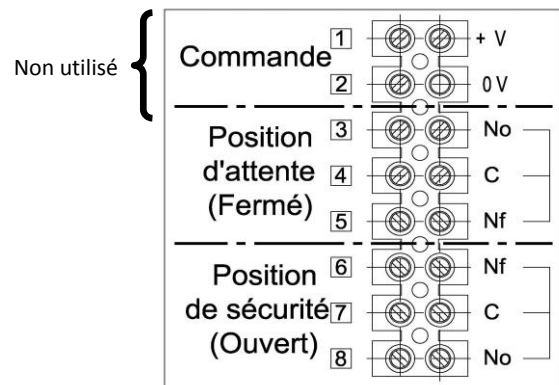 Non utilisé
Commande
1 + V
2 0 V
Position
d'attente
(Fermé)
3 No
4 C
5 Nf
Position
de sécurité
(Ouvert)
6 Nf
7 C
8 No